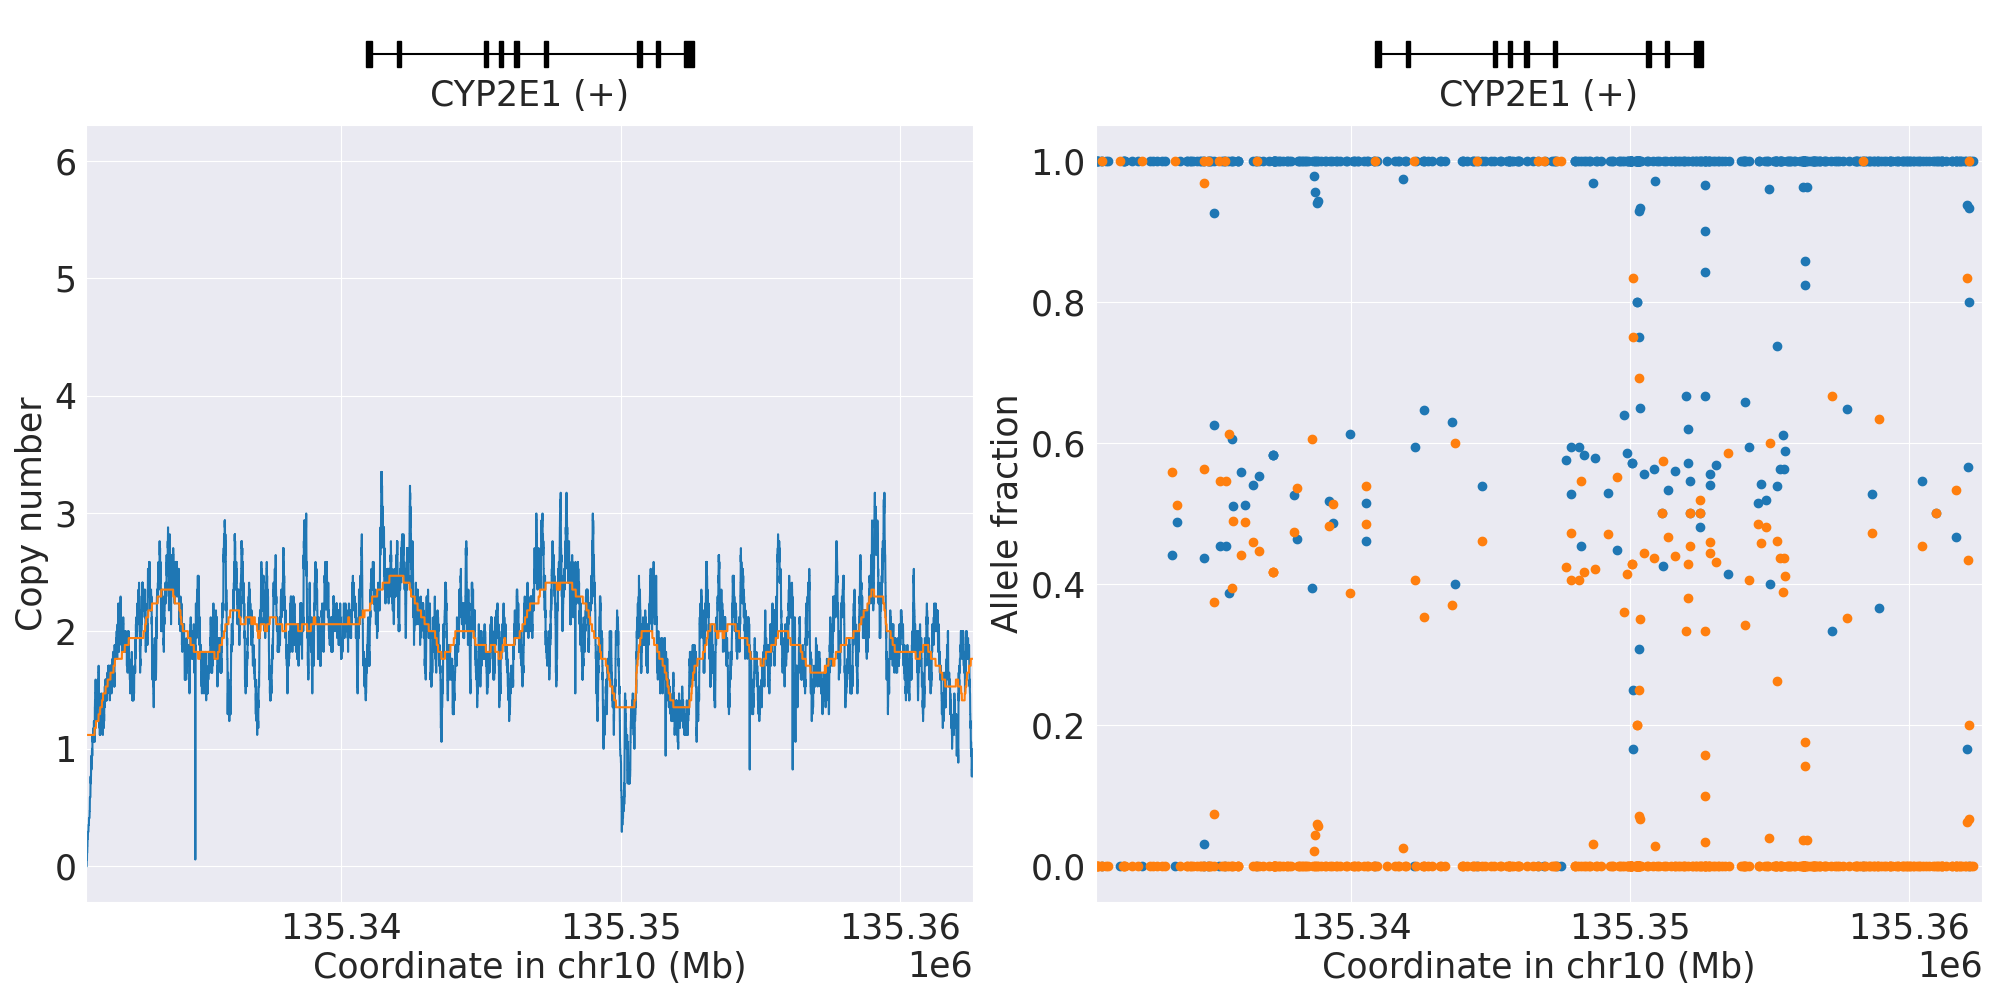 CYP2E1 (+)
Copy number
6
5
4
3
2
1
0
135.34 135.35 135.36
Coordinate in chr10 (Mb)
1e6
CYP2E1 (+)
Allele fraction
1.0
0.8
0.6
0.4
0.2
0.0
135.34 135.35 135.36
Coordinate in chr10 (Mb)
1e6